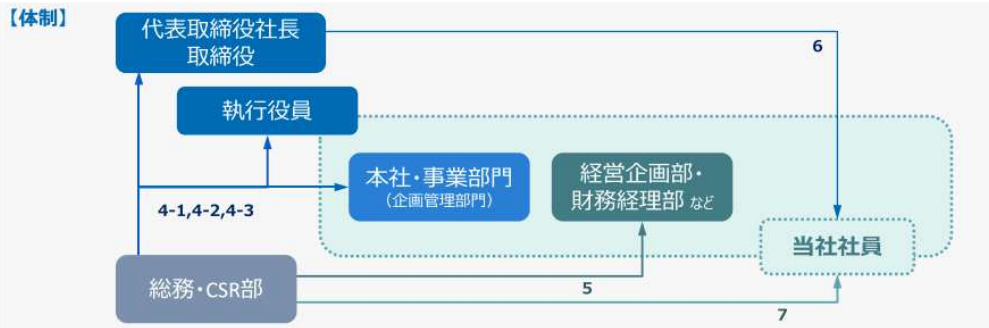 【体制】
代表取締役社長
取締役
6
執行役員
本社・事業部門
（企画管理部門）
経営企画部・
財務経理部 など
4-1,4-2,4-3
当社社員
総務・CSR部
5
7